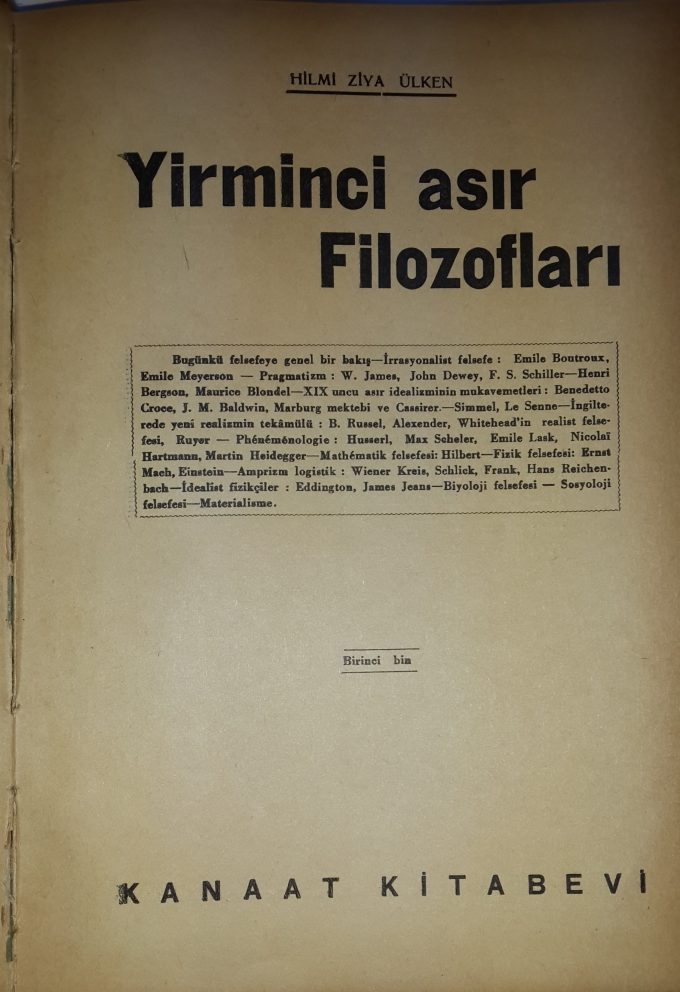 HİLMİ ZİYA ÜLKEN
Yirminci asır
Filozofları
Bugünkü felsefeye genel bir bakış—İrrasyonalist felsefe : Emile Boutroux,
Emile Meyerson — Pragmatizm : W. James, John Dewey, F. S. Schiller—Henri
Bergson, Maurice Blondel—XIX uncu asır idealizminin mukavemetleri : Benedetto
Croce, J. M. Baldwin, Marburg mektebi ve Cassirer.—Simmel, Le Senne—İngilte-
rede yeni realizmin tekâmülü : B. Russel, Alexander, Whitehead'in realist felse-
fesi, Ruyer — Phénéménologie : Husserl, Max Scheler, Emile Lask, Nicolaï
Hartmann, Martin Heidegger—Mathématik felsefesi: Hilbert—Fizik felsefesi: Ernst
Mach, Einstein—Amprizm logistik : Wiener Kreis, Schlick, Frank, Hans Reichen-
bach—İdealist fizikçiler : Eddington, James Jeans—Biyoloji felsefesi — Sosyoloji
felsefesi—Materialisme.
Birinci bin
KANAAT KİTABEVİ